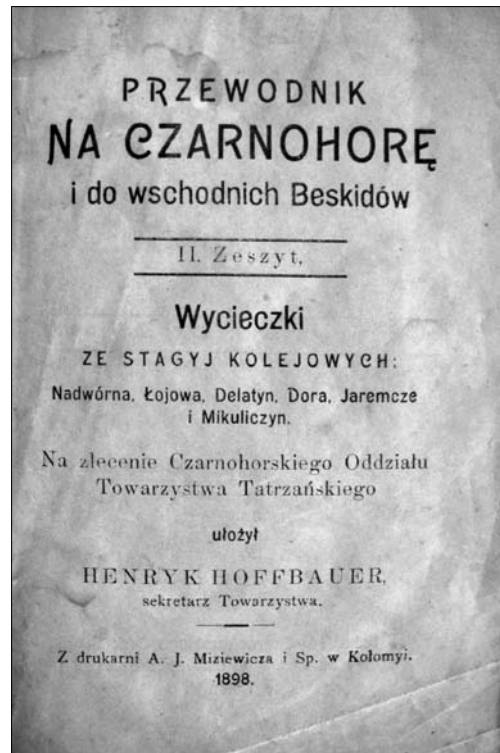 PRZEWODNIK
NA CZARNOHORĘ
i do wschodnich Beskidów
II. Zeszyt.
Wycieczki
ZE STACYJ KOLEJOWYCH:
Nadwórna, Łojowa, Delatyn, Dora, Jaremcze
i Mikuliczyn.
Na zlecenie Czarnohorskiego Oddziału
Towarzystwa Tatrzańskiego
ułożył
HENRYK HOFFBAUER,
sekretarz Towarzystwa.
Z drukarni A. J. Miziewicza i Sp. w Kołomyi.
1898.